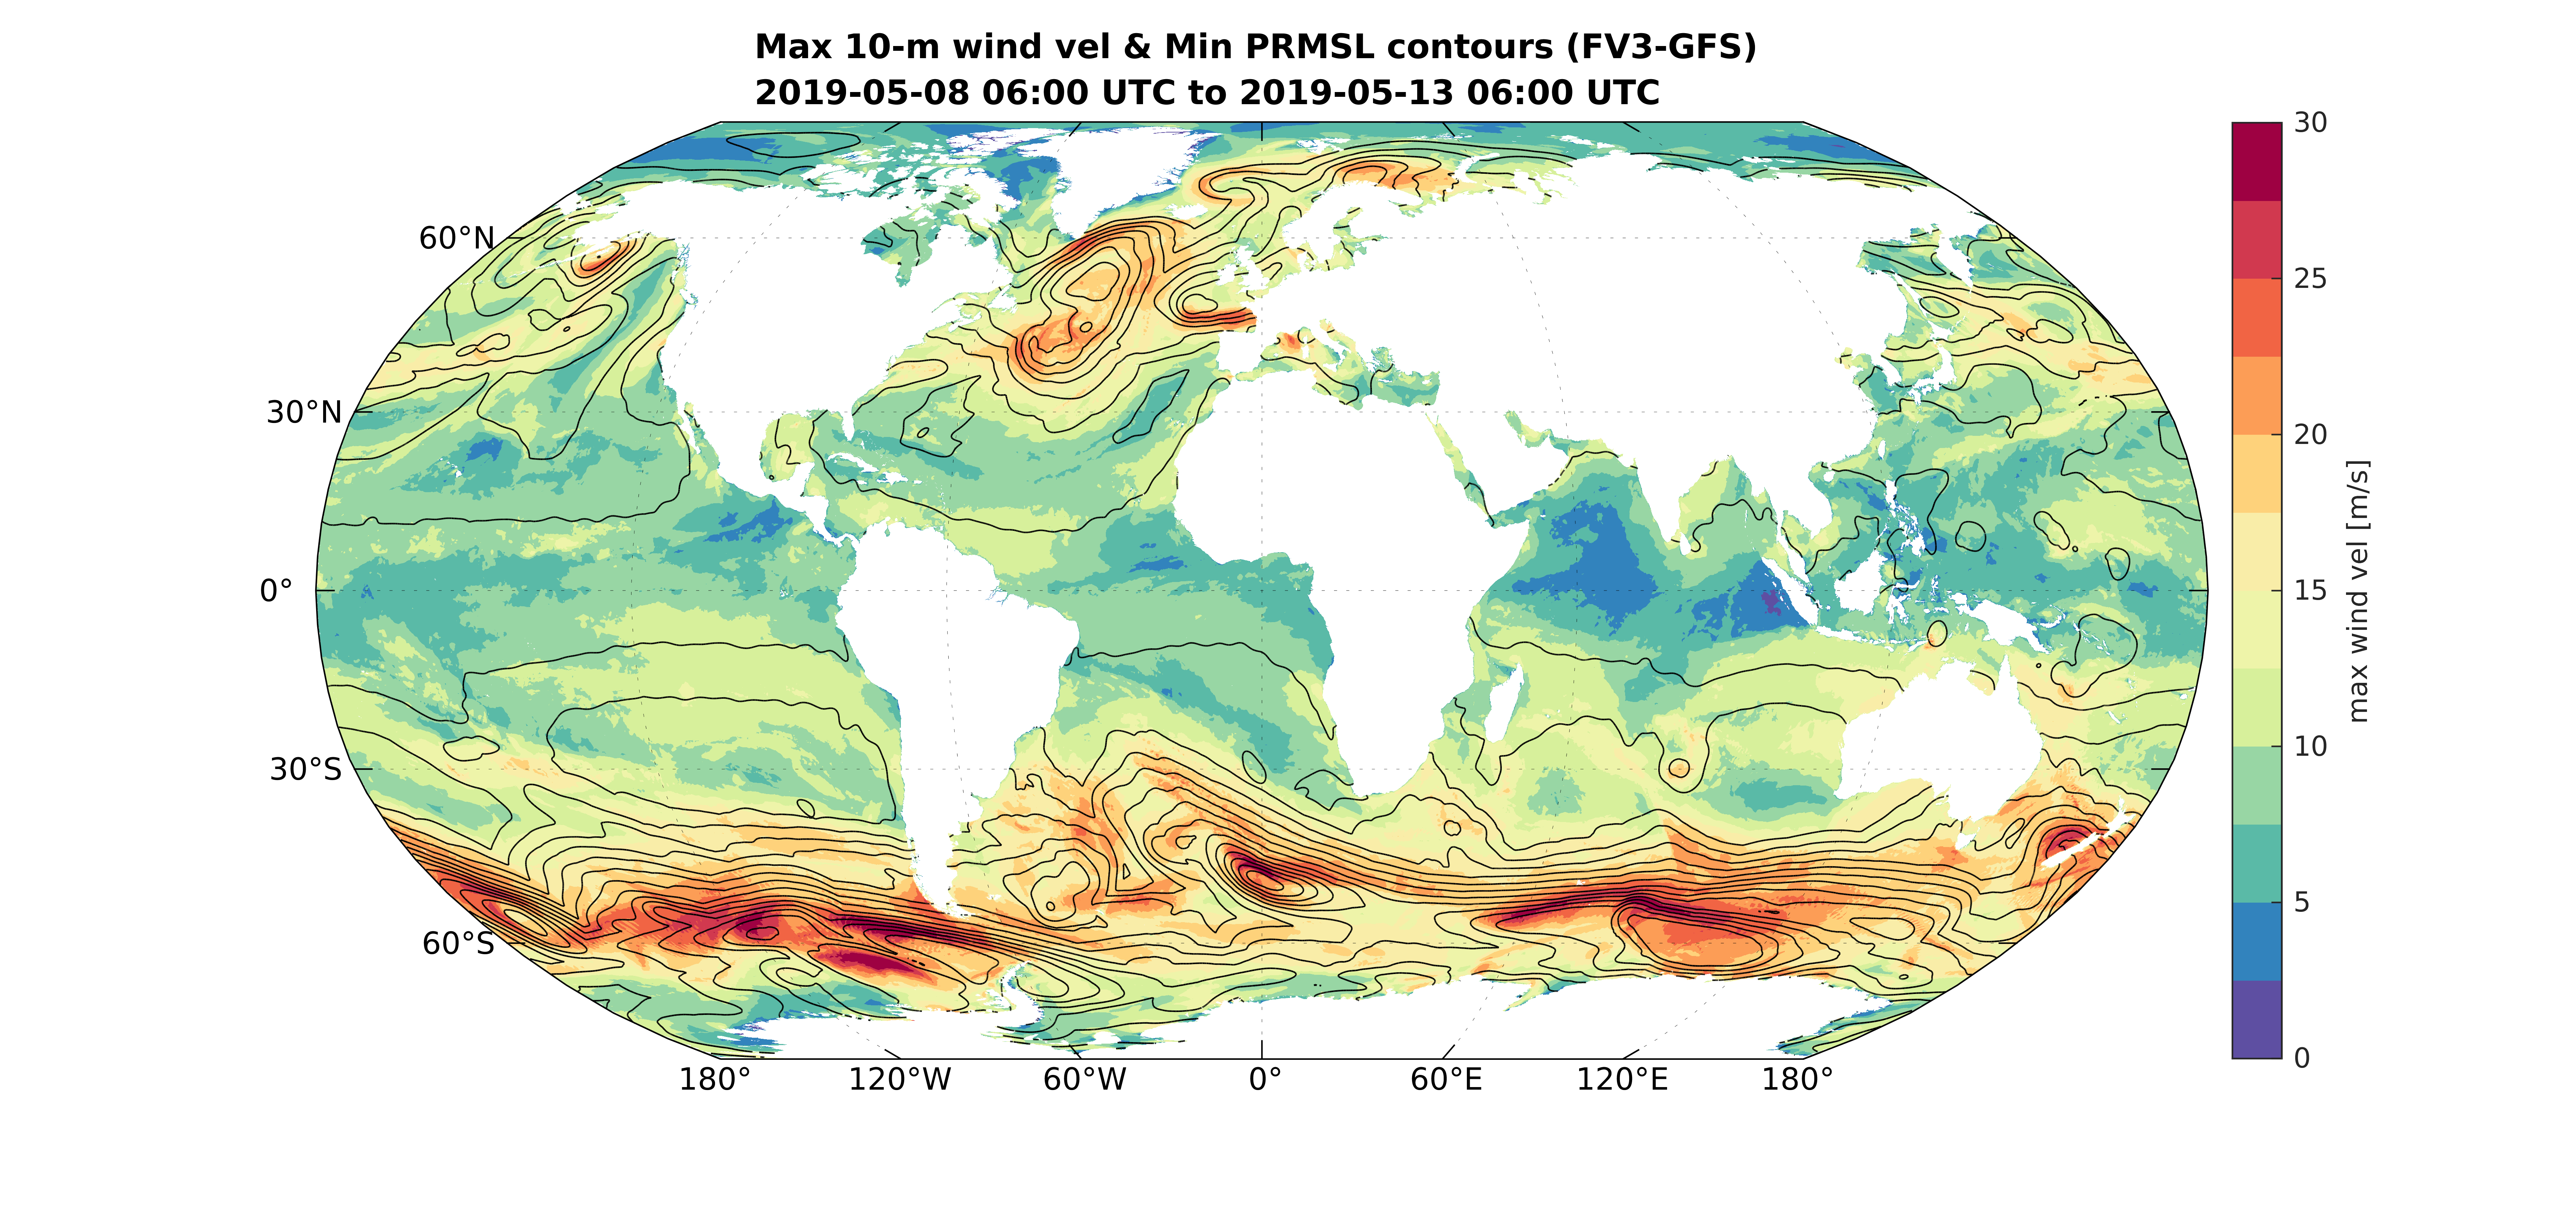 Max 10-m wind vel & Min PRMSL contours (FV3-GFS)
2019-05-08 06:00 UTC to 2019-05-13 06:00 UTC
60°N
30°N
0°
30°S
60°S
180°
120°W
60°W
0°
60°E
120°E
180°
30
25
20
15
10
5
0
max wind vel [m/s]